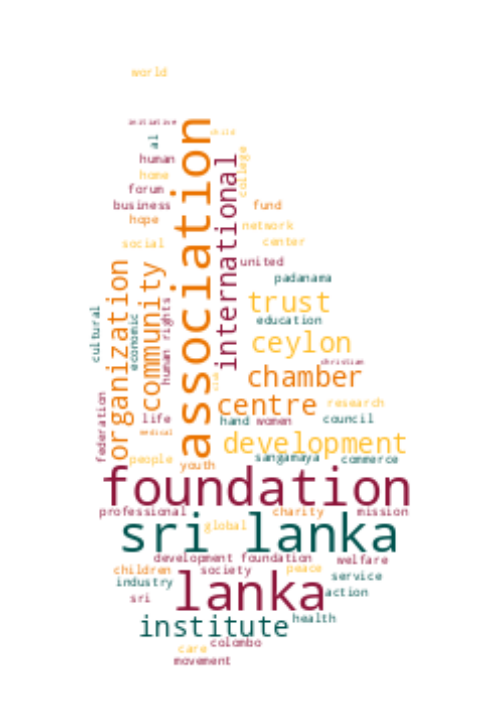 world
initiative
child
al
human
college
home
forum
business
fund
hope
network
social
center
association
international
united
padanama
organization
community
trust
cultural
economic
human rights
education
ceylon
christian
chamber
federation
centre
research
life
hand
women
council
medical
development
people
sangamaya
commerce
youth
foundation
professional
charity
mission
sri lanka
global
development foundation
welfare
children
society
peace
industry
service
lanka
sri
action
institute
health
colombo
care
movement